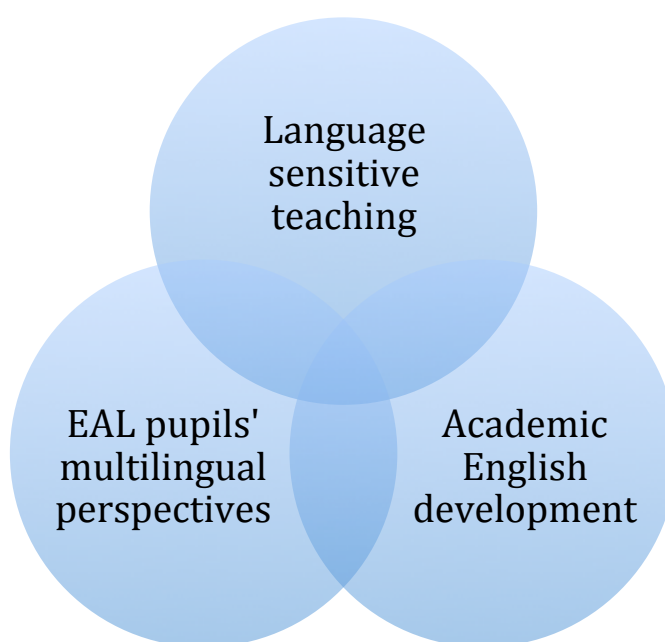 Language
sensitive
teaching
EAL pupils'
multilingual
perspectives
Academic
English
development